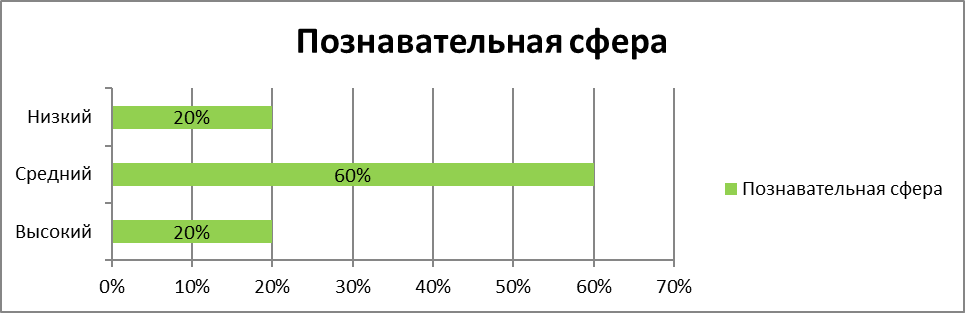 Познавательная сфера
Низкий
20%
Средний
60%
Познавательная сфера
Высокий
20%
0% 10% 20% 30% 40% 50% 60% 70%